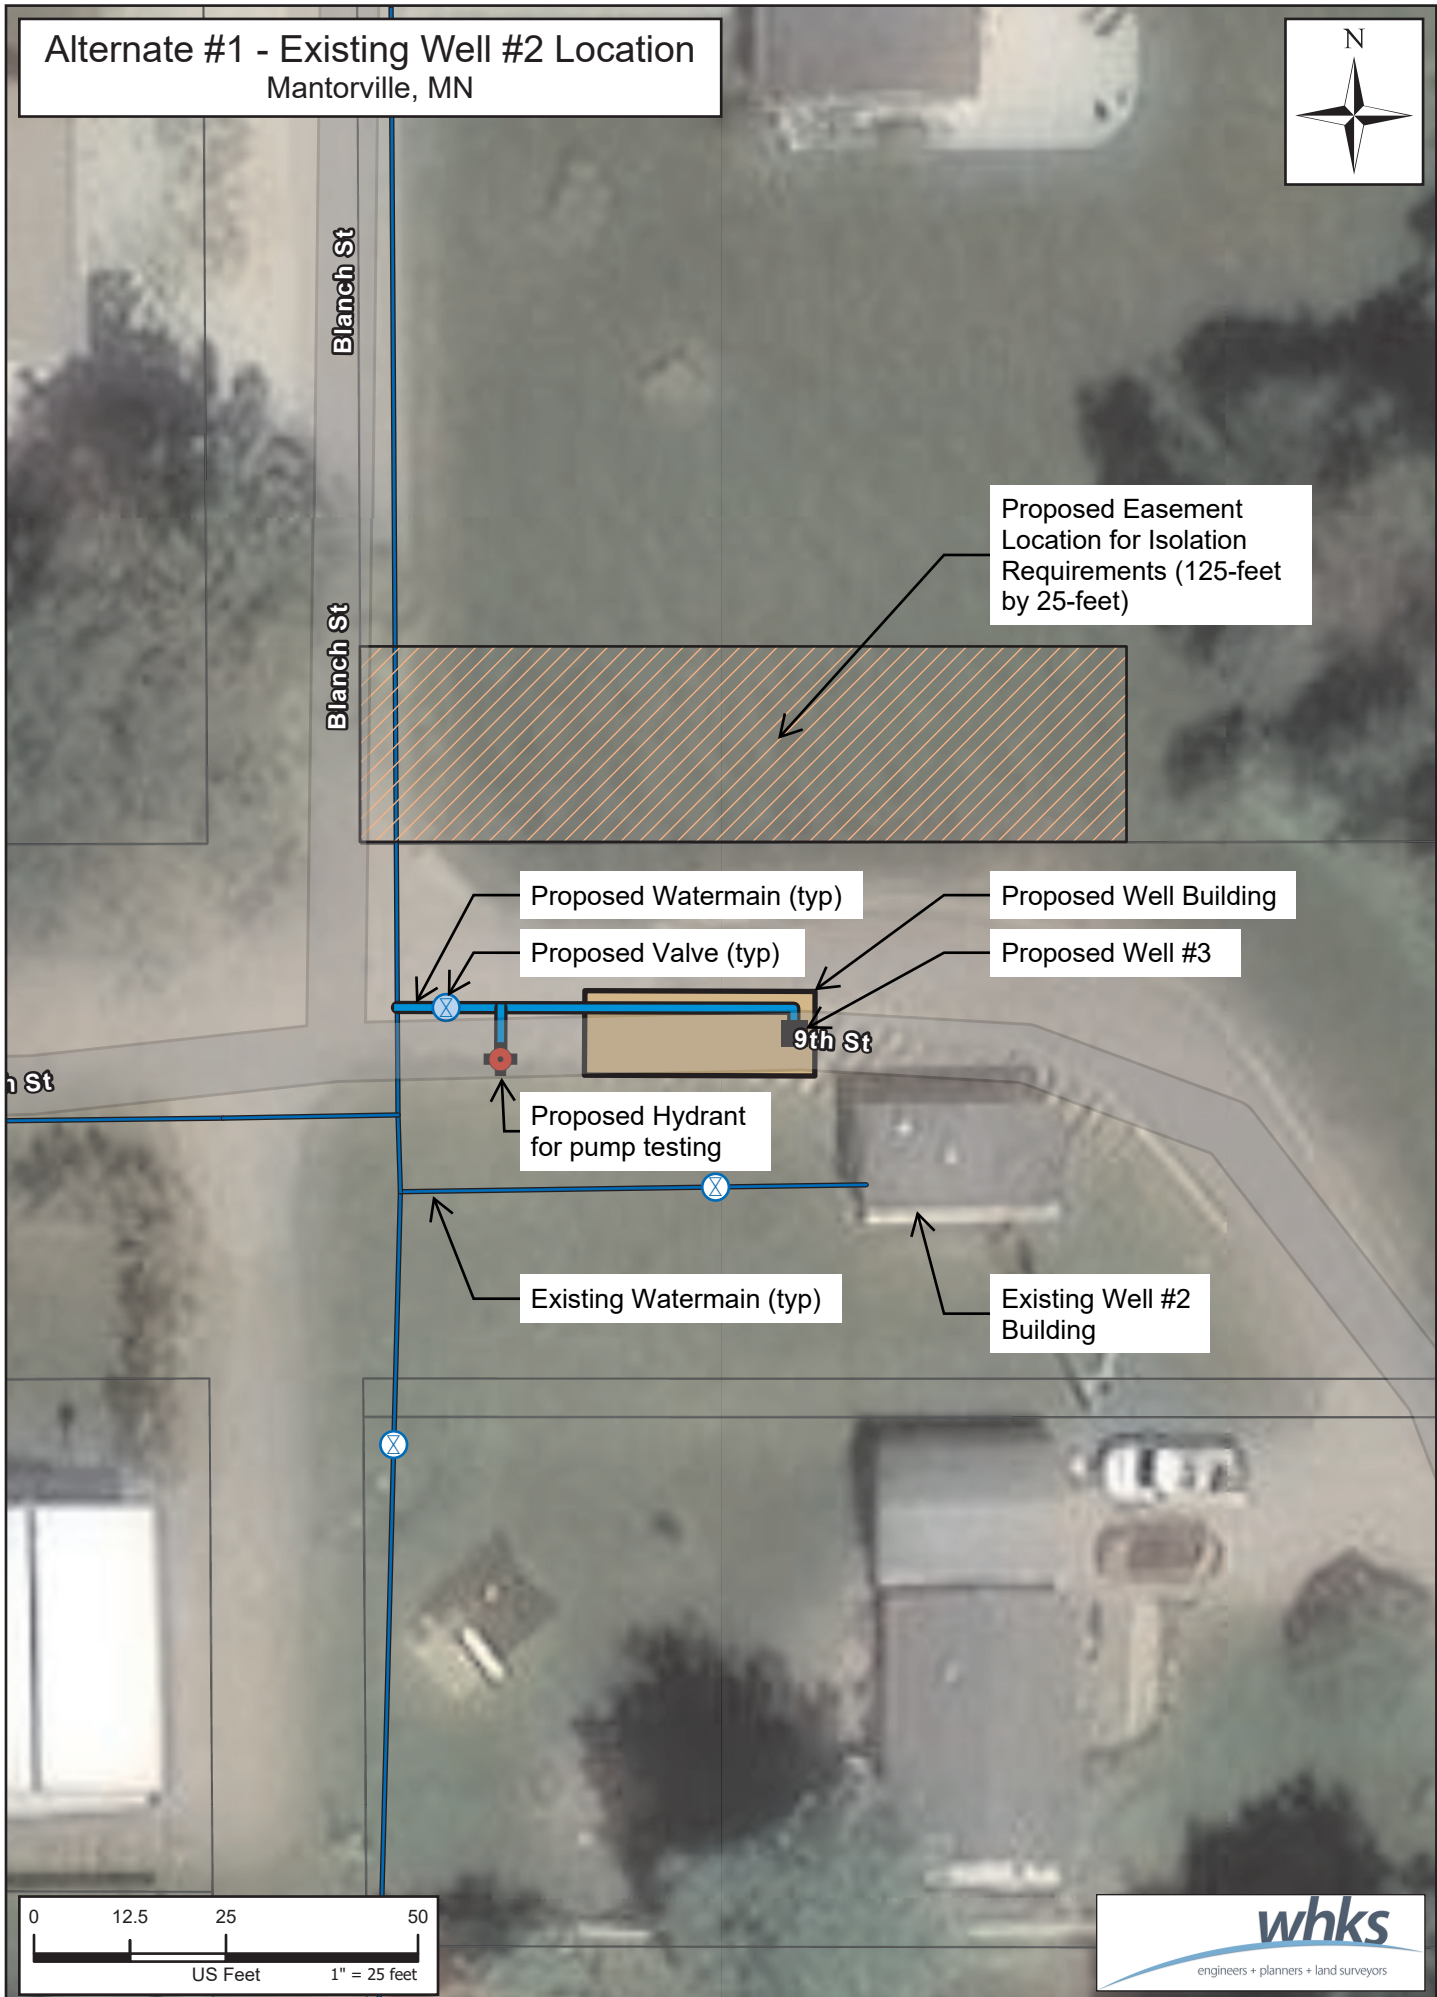 Alternate #1 - Existing Well #2 Location
Mantorville, MN
N
Blanch St
Proposed Easement
Location for Isolation
Requirements (125-feet
by 25-feet)
Blanch St
Proposed Watermain (typ)
Proposed Well Building
Proposed Valve (typ)
Proposed Well #3
9th St
h St
Proposed Hydrant
for pump testing
Existing Watermain (typ)
Existing Well #2
Building
0 12.5 25 50
US Feet 1" = 25 feet
whks
engineers + planners + land surveyors